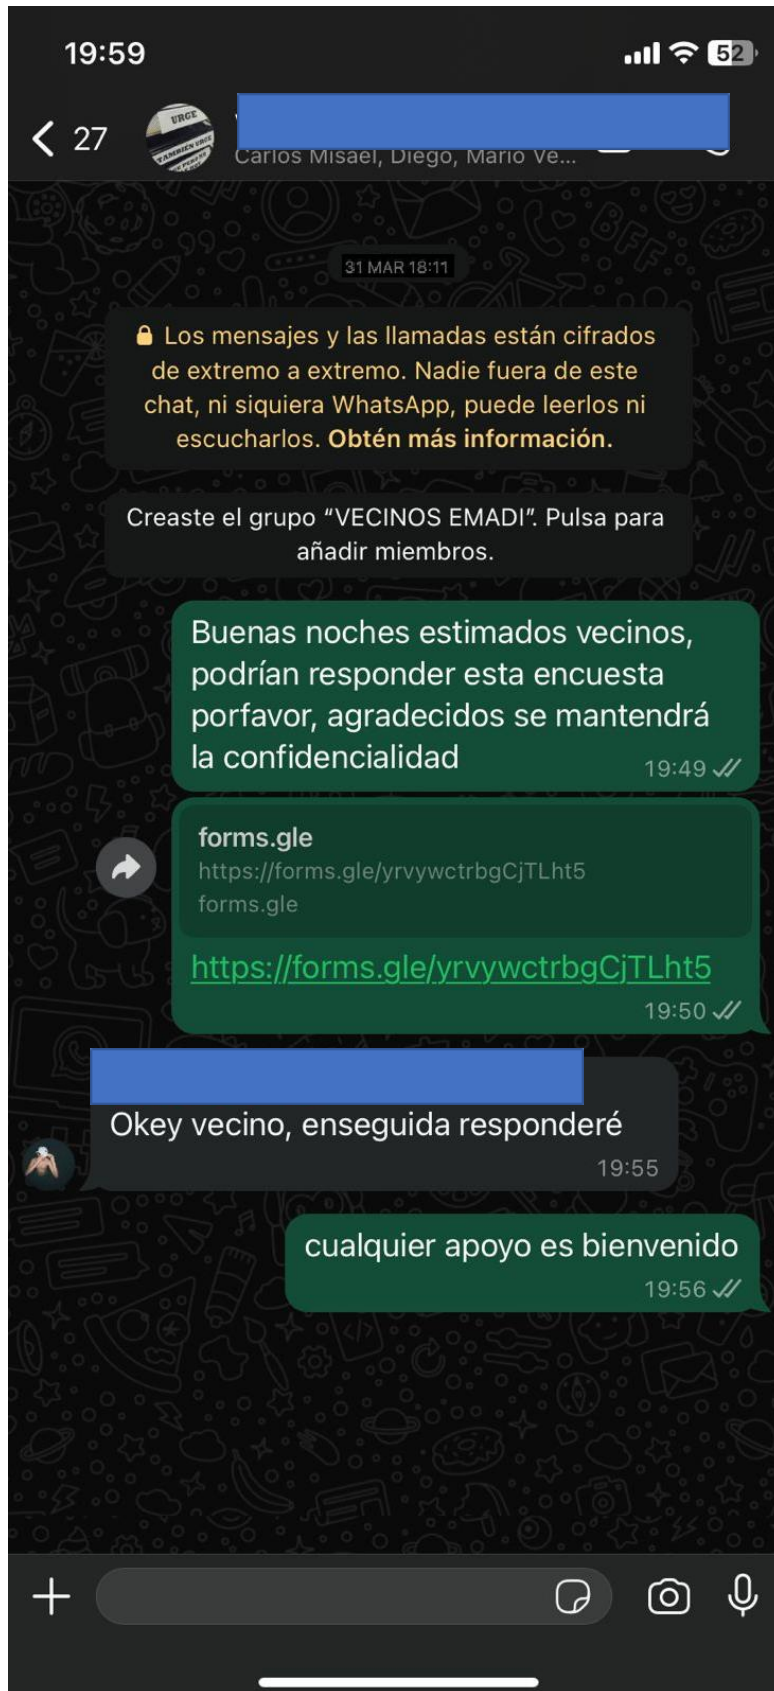 19:59
52
27
URGE
TAMBIEN URGE
Carlos Misael, Diego, Mario Ve...
31 MAR 18:11
Los mensajes y las llamadas están cifrados
de extremo a extremo. Nadie fuera de este
chat, ni siquiera WhatsApp, puede leerlos ni
escucharlos. Obtén más información.
Creaste el grupo “VECINOS EMADI”. Pulsa para
añadir miembros.
Buenas noches estimados vecinos,
podrían responder esta encuesta
porfavor, agradecidos se mantendrá
la confidencialidad
19:49
forms.gle
https://forms.gle/yrvywctrbgCjTLht5
forms.gle
https://forms.gle/yrvywctrbgCjTLht5
19:50
Okey vecino, enseguida responderé
19:55
cualquier apoyo es bienvenido
19:56